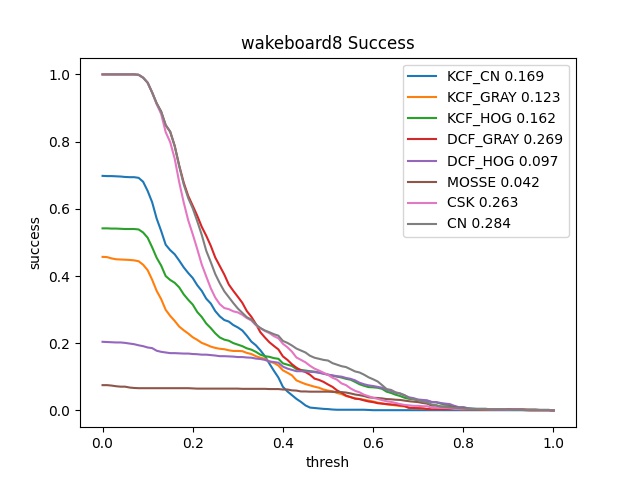 wakeboard8 Success
1.0
0.8
0.6
0.4
0.2
0.0
success
KCF_CN 0.169
KCF_GRAY 0.123
KCF_HOG 0.162
DCF_GRAY 0.269
DCF_HOG 0.097
MOSSE 0.042
CSK 0.263
CN 0.284
0.0 0.2 0.4 0.6 0.8 1.0
thresh